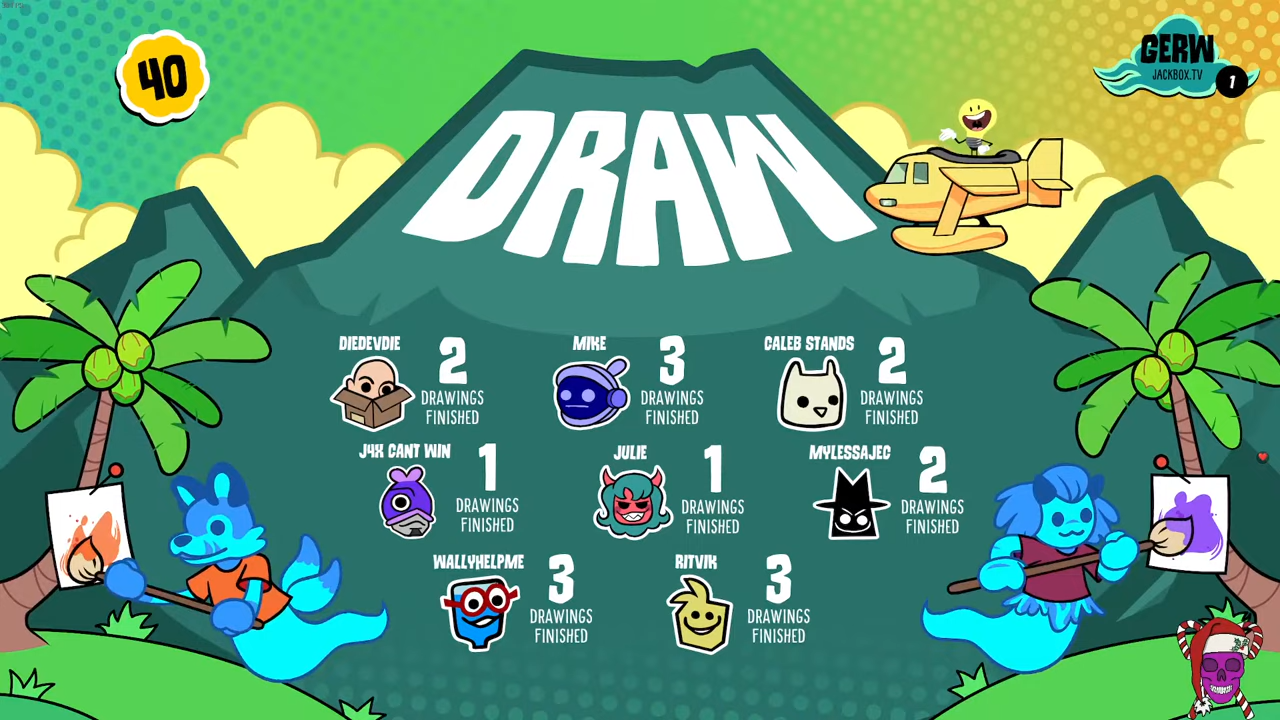 40
GERW
JACKBOX.TV
1
DRAW
DIEDEVDIE
2
DRAWINGS
FINISHED
MIKE
3
DRAWINGS
FINISHED
CALEB STANDS
2
DRAWINGS
FINISHED
J4X CANT WIN
1
DRAWINGS
FINISHED
JULIE
1
DRAWINGS
FINISHED
MYLESSAJEC
2
DRAWINGS
FINISHED
WALLYHELPME
3
DRAWINGS
FINISHED
RITVIK
3
DRAWINGS
FINISHED